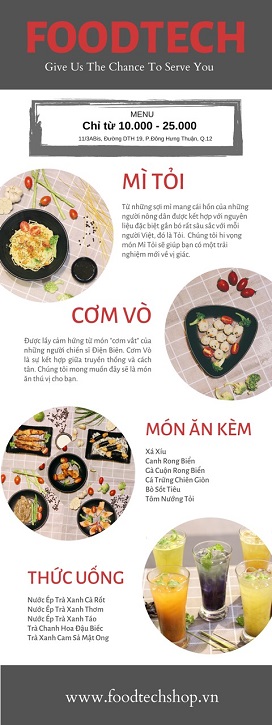 FOODTECH
Give Us The Chance To Serve You
MENU
Chỉ từ 10.000 - 25.000
11/3ABis, Đường DTH 19, P.Đông Hưng Thuận, Q.12
MÌ TỎI
Từ những sợi mì mang cái hồn của những
người nông dân được kết hợp với nguyên
liệu đặc biệt gắn bó rất sâu sắc với mỗi
người Việt, đó là Tỏi. Chúng tôi hi vọng
món Mì Tỏi sẽ giúp bạn có một trải
nghiệm mới về vị giác.
CƠM VÒ
Được lấy cảm hứng từ món "cơm vắt" của
những người chiến sĩ Điện Biên. Cơm Vò
là sự kết hợp giữa truyền thống và cách
tân. Chúng tôi mong muốn đây sẽ là món
ăn thú vị cho bạn.
MÓN ĂN KÈM
Xá Xíu
Canh Rong Biển
Gà Cuộn Rong Biển
Cá Trứng Chiên Giòn
Bò Sốt Tiêu
Tôm Nướng Tỏi
THỨC UỐNG
Nước Ép Trà Xanh Cà Rốt
Nước Ép Trà Xanh Thơm
Nước Ép Trà Xanh Táo
Trà Chanh Hoa Đậu Biếc
Trà Xanh Cam Sả Mật Ong
www.foodtechshop.vn